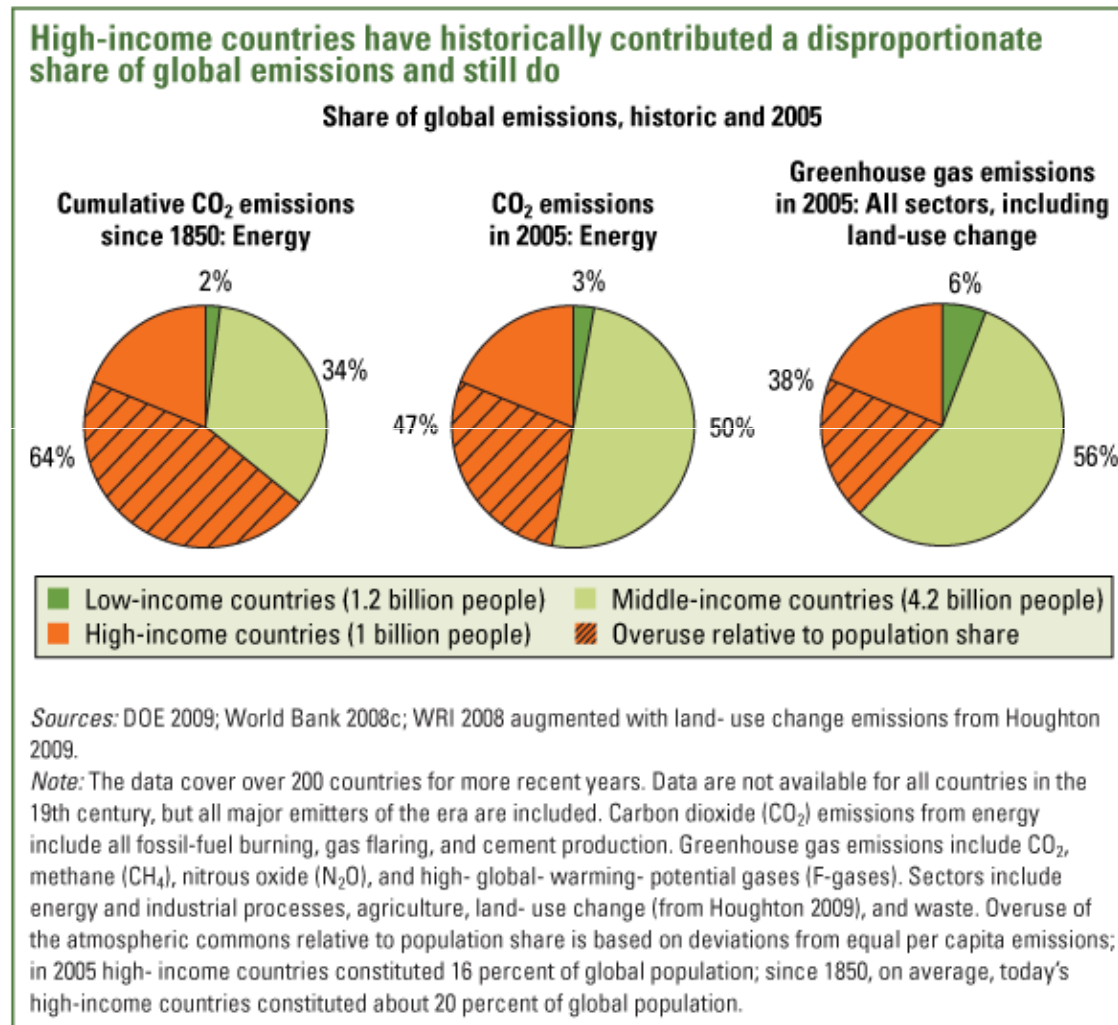 High-income countries have historically contributed a disproportionate
share of global emissions and still do
Share of global emissions, historic and 2005
Cumulative CO₂ emissions
since 1850: Energy
2%
34%
64%
CO₂ emissions
in 2005: Energy
3%
47%
50%
Greenhouse gas emissions
in 2005: All sectors, including
land-use change
6%
38%
56%
Low-income countries (1.2 billion people)
Middle-income countries (4.2 billion people)
High-income countries (1 billion people)
Overuse relative to population share
Sources: DOE 2009; World Bank 2008c; WRI 2008 augmented with land- use change emissions from Houghton
2009.
Note: The data cover over 200 countries for more recent years. Data are not available for all countries in the
19th century, but all major emitters of the era are included. Carbon dioxide (CO₂) emissions from energy
include all fossil-fuel burning, gas flaring, and cement production. Greenhouse gas emissions include CO₂,
methane (CH₄), nitrous oxide (N₂O), and high- global- warming- potential gases (F-gases). Sectors include
energy and industrial processes, agriculture, land- use change (from Houghton 2009), and waste. Overuse of
the atmospheric commons relative to population share is based on deviations from equal per capita emissions;
in 2005 high- income countries constituted 16 percent of global population; since 1850, on average, today's
high-income countries constituted about 20 percent of global population.